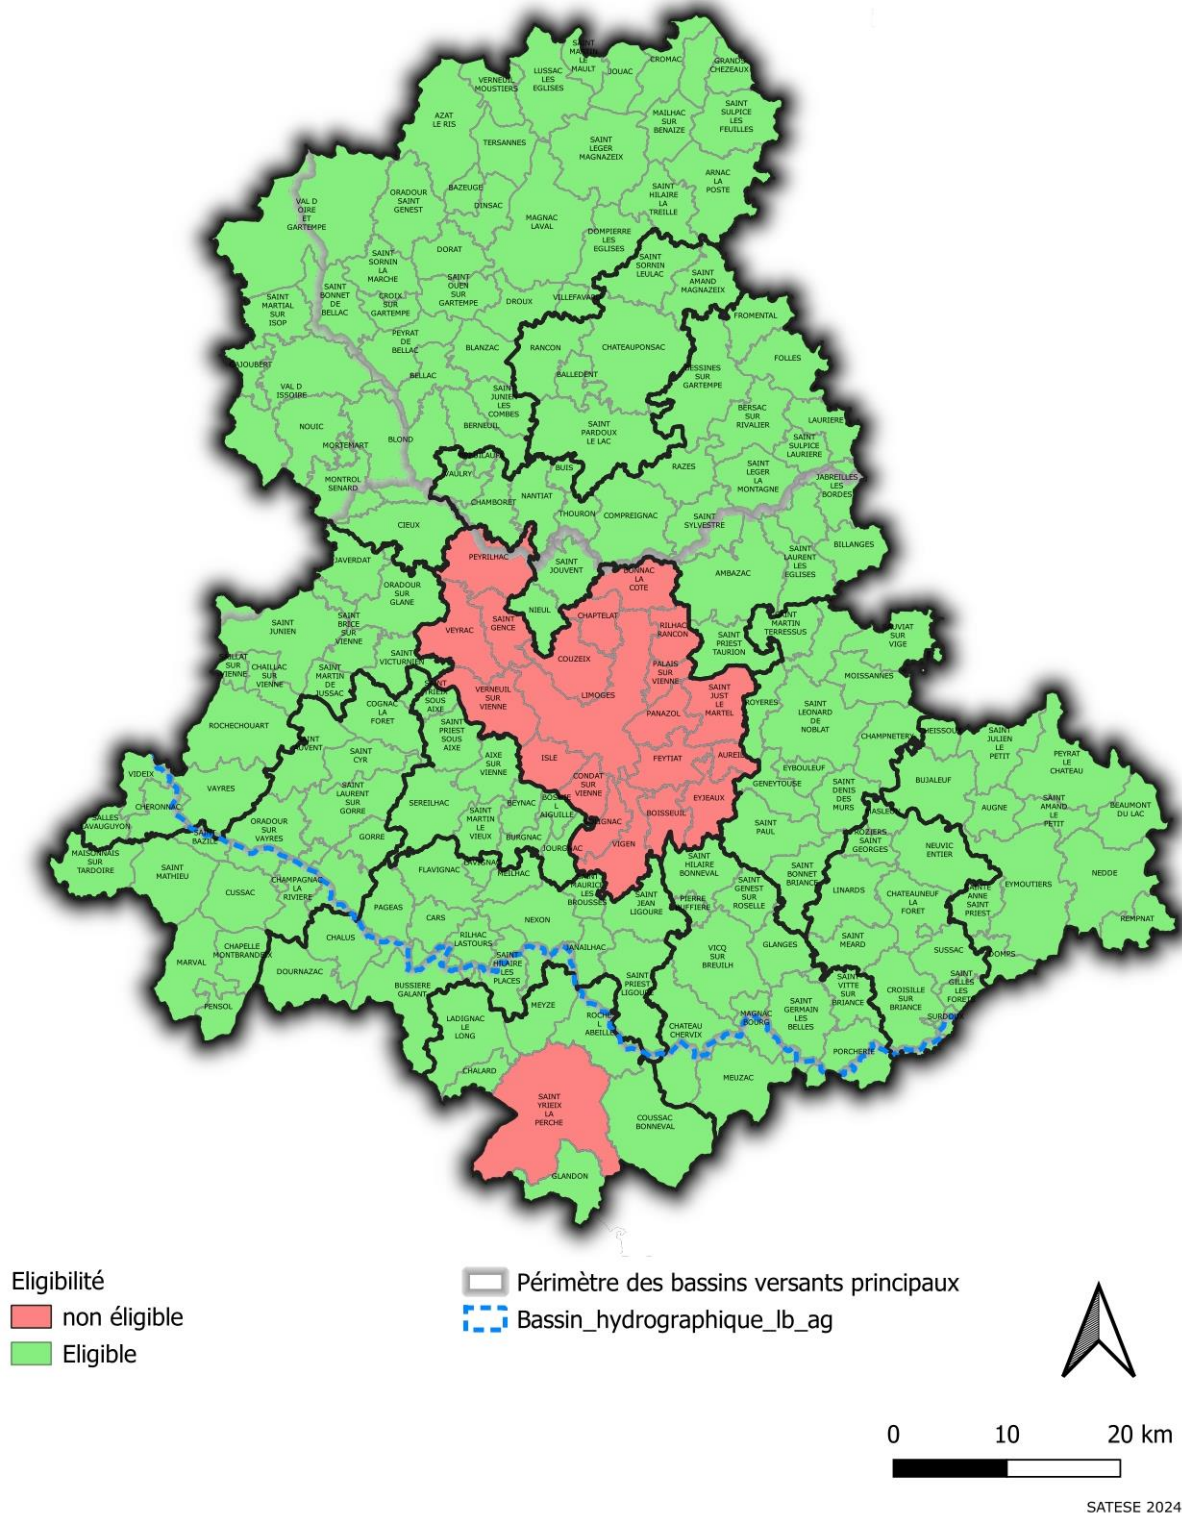 SAINT
MARTIN
LE
MAULT
CROMAC
GRANDS
CHEZEAUX
JOUAC
LUSSAC
LES
EGLISES
VERNEUIL
MOUSTIERS
AZAT
LE RIS
MAILHAC
SUR
BENAIZE
SAINT
SULPICE
LES
FEUILLES
TERSANNES
SAINT
LEGER
MAGNAZEIX
ARNAC
LA
POSTE
ORADOUR
SAINT
GENEST
BAZEUGE
DINSAC
SAINT
HILAIRE
LA
TREILLE
VAL D
OIRE
ET
GARTEMPE
MAGNAC
LAVAL
DOMPIERRE
LES
EGLISES
DORAT
SAINT
SORNIN
LA
MARCHE
SAINT
SORNIN
LEULAC
SAINT
AMAND
MAGNAZEIX
SAINT
MARTIAL
SUR
ISOP
SAINT
BONNET
DE
BELLAC
CROIX
SUR
GARTEMPE
SAINT
OUEN
SUR
GARTEMPE
DROUX
FROMENTAL
PEYRAT
DE
BELLAC
BLANZAC
RANCON
CHATEAUPONSAC
FOLLES
BALLEDENT
SUR
GARTEMPE
BELLAC
VAL D
ISSOIRE
LES
COMBES
BERSAC
SUR
RIVALIER
LAURIERE
NOUIC
MORTEMART
BLOND
BERNEUIL
SAINT
PARDOUX
LE LAC
SAINT
SULPICE
LAURIERE
MONTROL
SENARD
CHAMBORET
NANTIAT
BUIS
RAZES
SAINT
LEGER
LA
MONTAGNE
JABREILLES
LES
BORDES
CIEUX
THOURON
COMPREIGNAC
SAINT
SYLVESTRE
BILLANGES
JAVERDAT
PEYRILHAC
SAINT
JOUVENT
LA
COTE
AMBAZAC
SAINT
LAURENT
LES
EGLISES
ORADOUR
SUR
GLANE
NIEUL
CHAPTELAT
SAINT
JUNIEN
SAINT
BRICE
SUR
VIENNE
VEYRAC
SAINT
GENCE
RILHAC
RANCON
SAINT
PRIEST
TAURION
MARTIN
TERRESSUS
SUR
VIGE
SUR
VIENNE
CHAILLAC
SUR
VIENNE
SAINT
MARTIN
DE
JUSSAC
SAINT
VICTURNIEN
COUZEIX
PALAIS
SUR
VIENNE
MOISSANNES
VERNEUIL
SUR
VIENNE
LIMOGES
PANAZOL
SAINT
JUST
LE
MARTEL
SAINT
LEONARD
DE
NOBLAT
ROCHECHOUART
COGNAC
LA
FORET
SOUS
AIXE
SAINT
PRIEST
SOUS
AIXE
CHAMPNETERY
SAINT
JULIEN
LE
PETIT
PEYRAT
LE
CHATEAU
SAINT
CYR
AIXE
SUR
VIENNE
ISLE
FEYTIAT
AUREIL
EYBOULEUF
BUJALEUF
VIDEIX
VAYRES
CHERONNAC
SAINT
LAURENT
SUR
GORRE
SEREILHAC
BEYNAC
CONDAT
SUR
VIENNE
BOISSEUIL
EYJEAUX
GENEYTOUSE
SAINT
DENIS
DES
MURS
AUGNE
SAINT
AMAND
LE
PETIT
BEAUMONT
DU LAC
SALLES
LAVAUGUYON
ORADOUR
SUR
VAYRES
GORRE
SAINT
MARTIN
LE
VIEUX
BURGNAC
L
AIGUILLE
JOURGNAC
VIGEN
SAINT
PAUL
SAINT
GEORGES
NEUVIC
ENTIER
MAISONNAIS
SUR
TARDOIRE
SAINT
MATHIEU
CUSSAC
CHAMPAGNAC
LA
RIVIERE
FLAVIGNAC
MEILHAC
SAINT
HILAIRE
BONNEVAL
SAINT
BONNET
BRIANCE
LINARDS
CHATEAUNEUF
LA
FORET
EYMOUTIERS
NEDDE
PAGEAS
CARS
NEXON
LES
BROUSSES
SAINT
JEAN
LIGOURE
PIERRE
SAINT
GENEST
SUR
ROSELLE
ANNE
SAINT
PRIEST
REMPNAT
MARVAL
CHAPELLE
MONTBRANDEIX
CHALUS
RILHAC
LASTOURS
JANAILHAC
VICQ
SUR
BREUILH
GLANGES
SAINT
MEARD
SUSSAC
DOMPS
PENSOL
DOURNAZAC
BUSSIERE
GALANT
SAINT
HILAIRE
LES
PLACES
SAINT
PRIEST
LIGOURE
SAINT
VITTE
SUR
BRIANCE
CROISILLE
SUR
BRIANCE
SAINT
GILLES
LES
FORETS
LADIGNAC
LE
LONG
MEYZE
ROCHE
L
ABEILLE
CHATEAU
CHERVIX
MAGNAC
BOURG
SAINT
GERMAIN
LES
BELLES
PORCHERIE
CHALARD
MEUZAC
SAINT
YRIEIX
LA
PERCHE
COUSSAC
BONNEVAL
GLANDON
Eligibilité
non éligible
Eligible
Périmètre des bassins versants principaux
Bassin_hydrographique_lb_ag
0 10 20 km
SATESE 2024